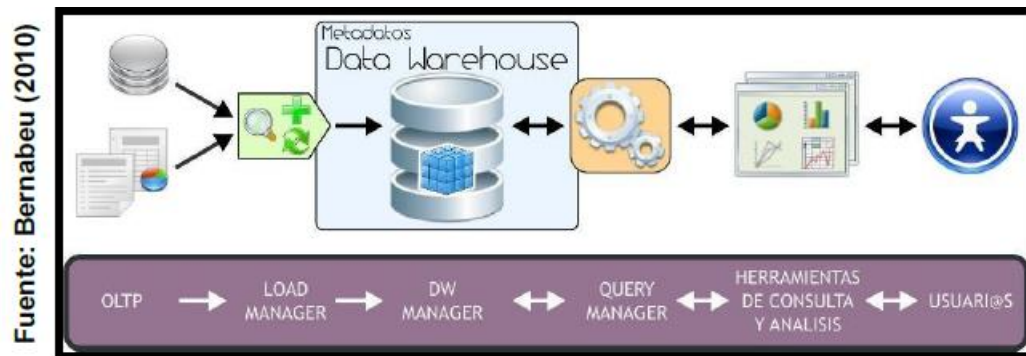 Fuente: Bernabeu (2010)
Metadatos
Data Warehouse
OLTP
LOAD
MANAGER
DW
MANAGER
QUERY
MANAGER
HERRAMIENTAS
DE CONSULTA
Y ANALISIS
USUARI@S